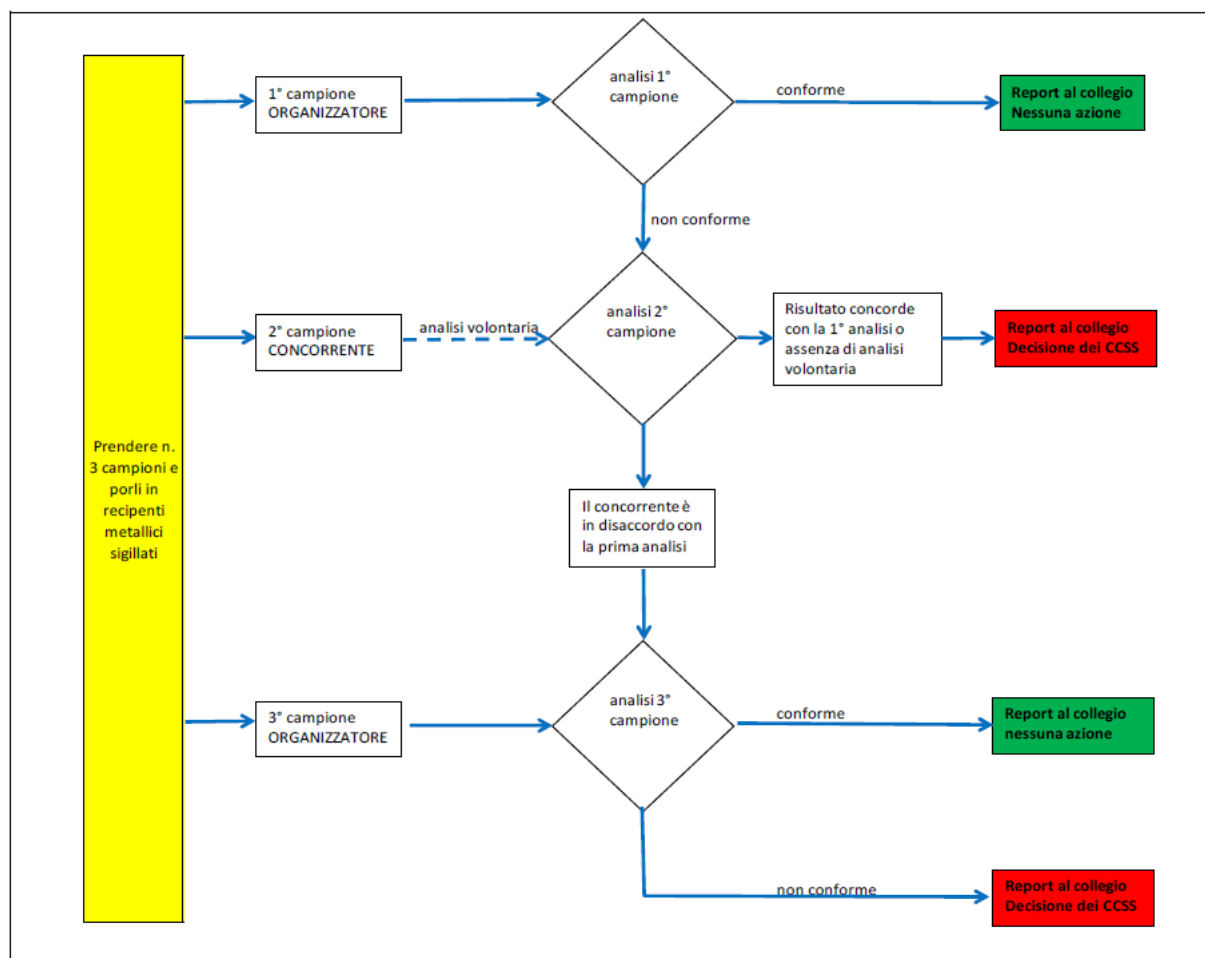 Prendere n.
3 campioni e
porli in
recipenti
metallici
sigillati
1° campione
ORGANIZZATORE
analisi 1°
campione
conforme
Report al collegio
Nessuna azione
non conforme
2° campione
CONCORRENTE
analisi volontaria
analisi 2°
campione
Risultato concorde
con la 1° analisi o
assenza di analisi
volontaria
Report al collegio
Decisione dei CCSS
Il concorrente è
in disaccordo con
la prima analisi
3° campione
ORGANIZZATORE
analisi 3°
campione
conforme
Report al collegio
nessuna azione
non conforme
Report al collegio
Decisione dei CCSS